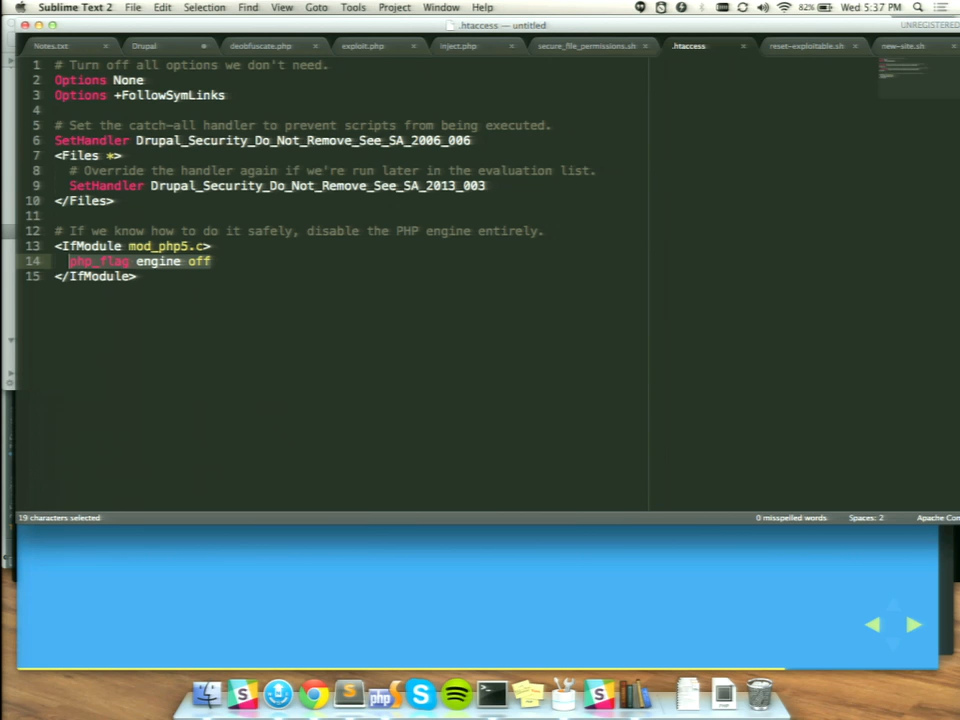 Sublime Text 2 File Edit Selection Find View Goto Tools Project Window Help 82% Wed 5:37 PM
.htaccess — untitled UNREGISTERED
Notes.txt Drupal deobfuscate.php exploit.php inject.php secure_file_permissions.sh .htaccess reset-exploitable.sh new-site.sh
1 # Turn off all options we don't need.
2 Options None
3 Options +FollowSymLinks
4
5 # Set the catch-all handler to prevent scripts from being executed.
6 SetHandler Drupal_Security_Do_Not_Remove_See_SA_2006_006
7 <Files *>
8 # Override the handler again if we're run later in the evaluation list.
9 SetHandler Drupal_Security_Do_Not_Remove_See_SA_2013_003
10 </Files>
11
12 # If we know how to do it safely, disable the PHP engine entirely.
13 <IfModule mod_php5.c>
14 php_flag engine off
15 </IfModule>
19 characters selected 0 misspelled words Spaces: 2 Apache Con
php